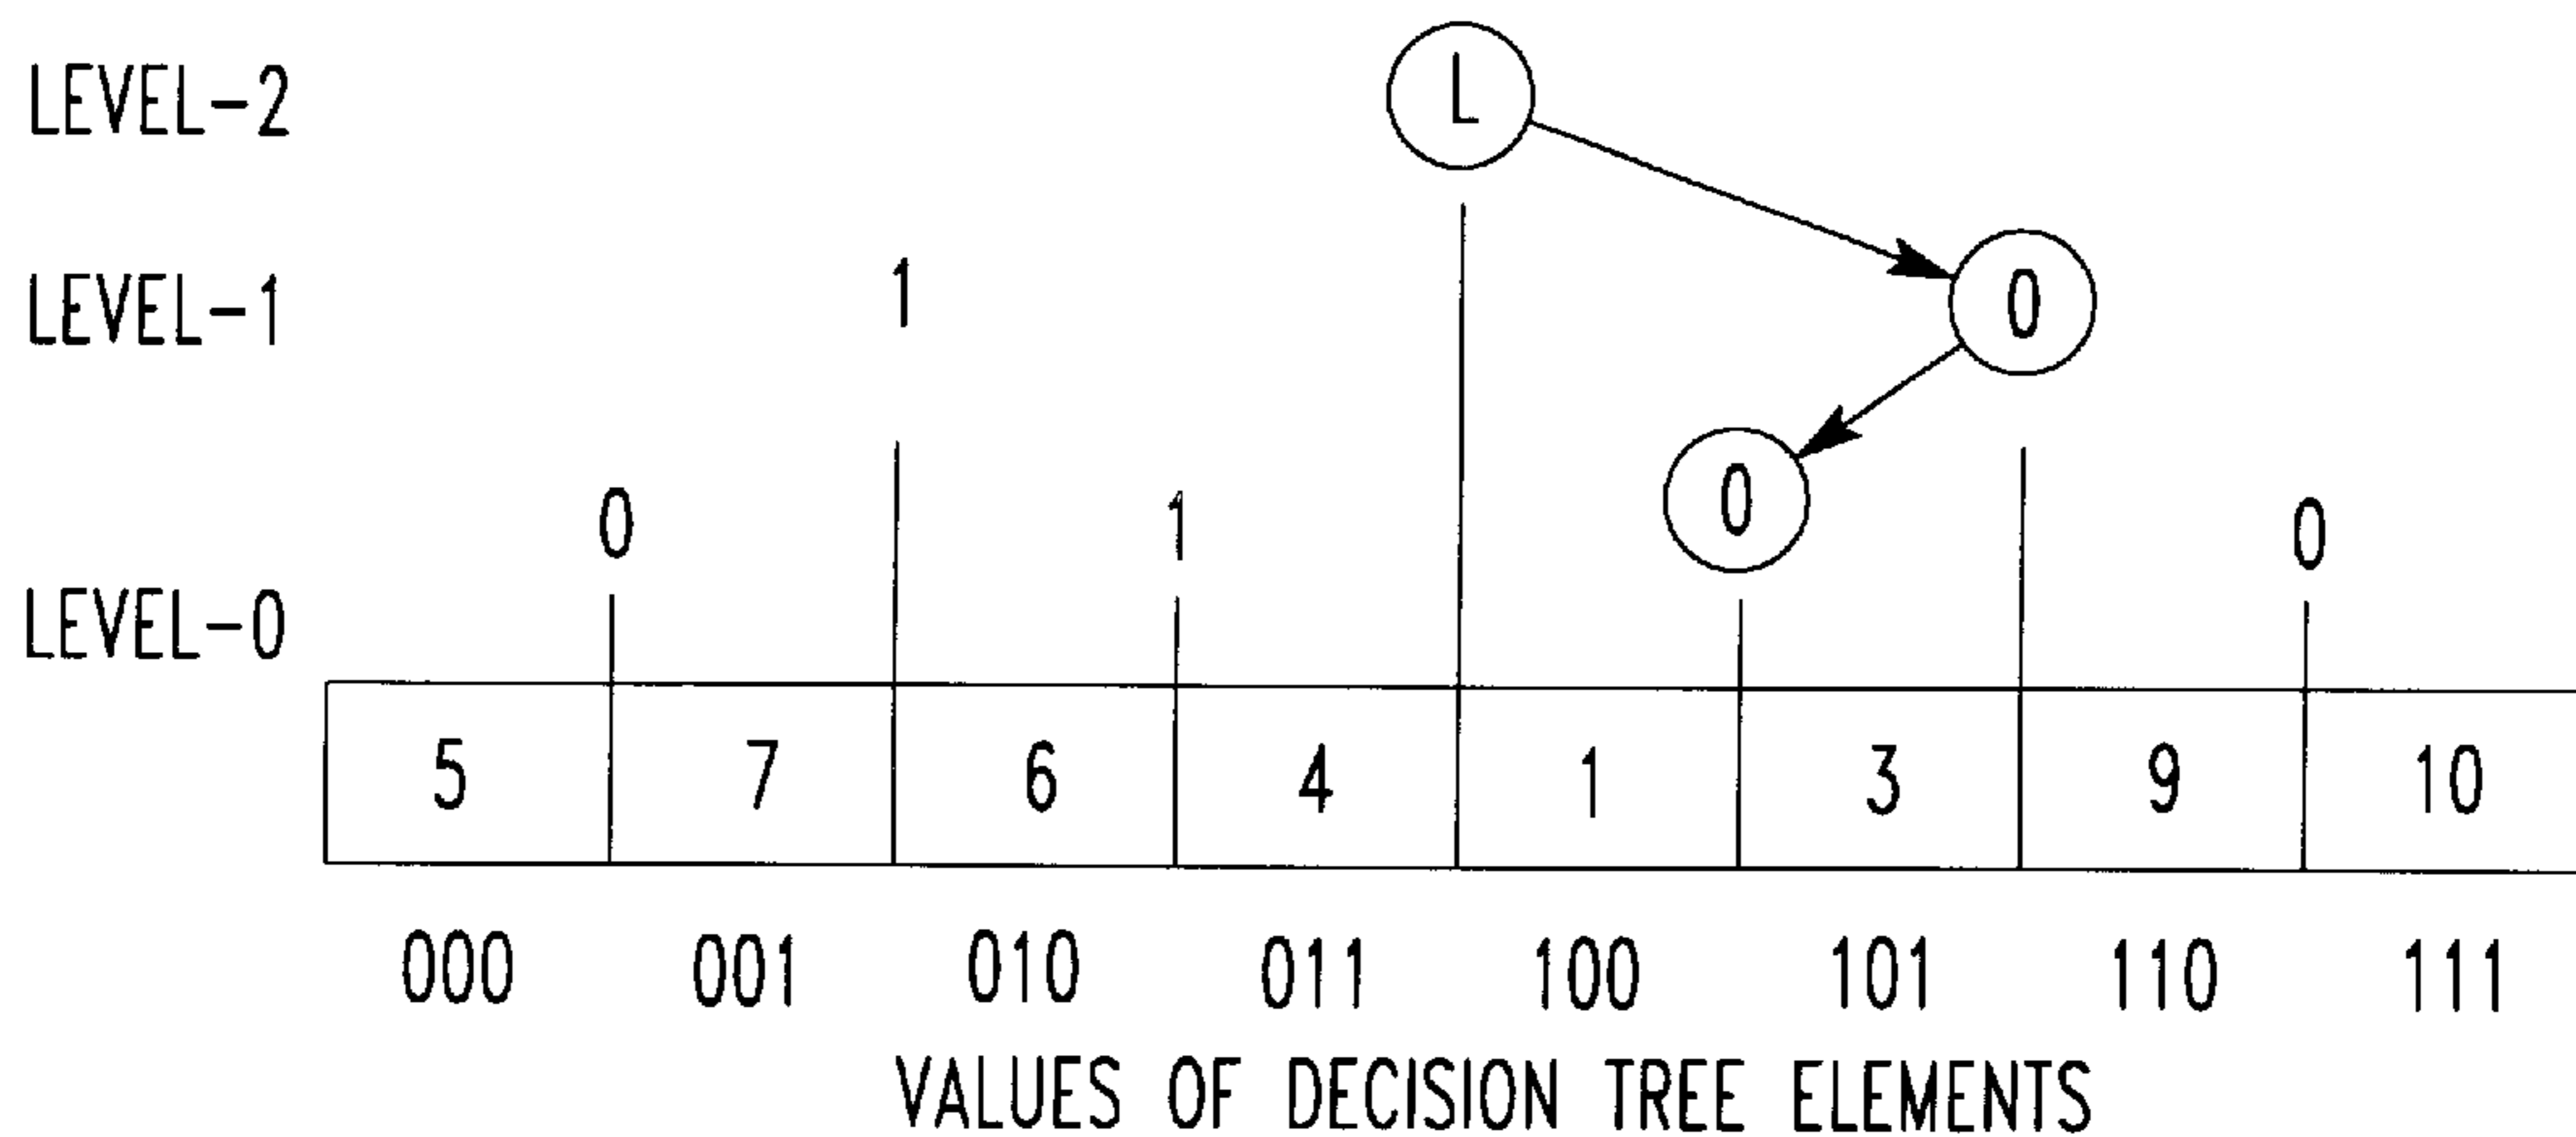 LEVEL-2 L
LEVEL-1 1 0
0 1 0 0
LEVEL-0
5 7 6 4 1 3 9 10
000 001 010 011 100 101 110 111
VALUES OF DECISION TREE ELEMENTS